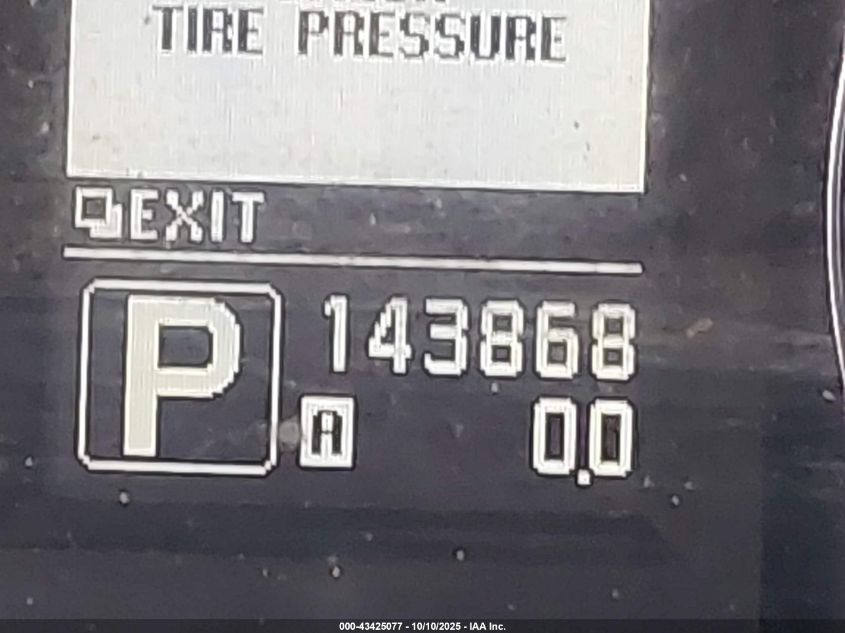 TIRE PRESSURE
EXIT
P
143868
A 0.0
000-43425077 - 10/10/2025 - IAA Inc.